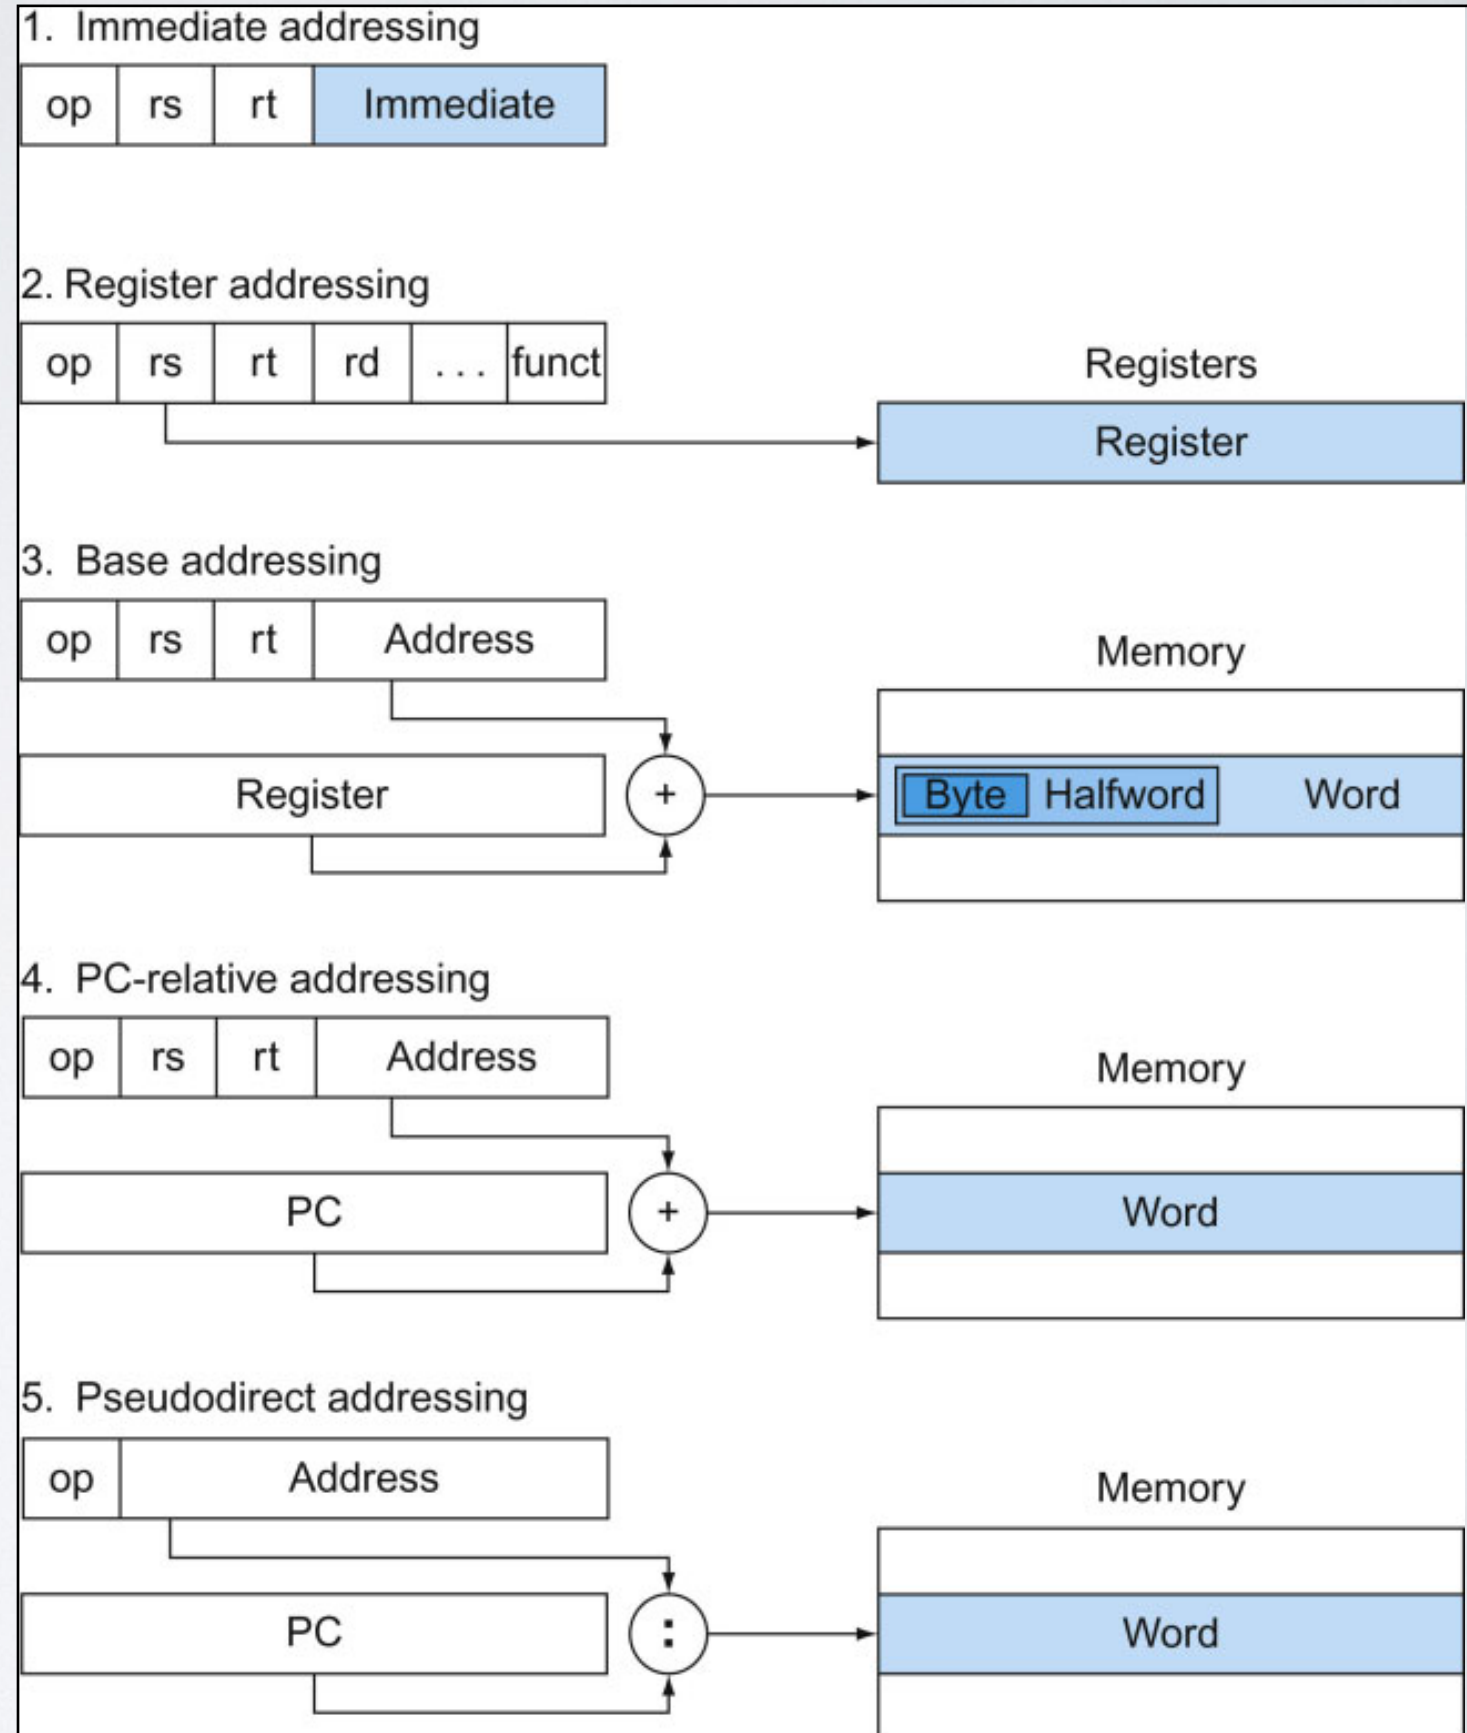 1. Immediate addressing
op rs rt Immediate
2. Register addressing
op rs rt rd ... funct
Registers
Register
3. Base addressing
op rs rt Address
Memory
Register + Byte Halfword Word
4. PC-relative addressing
op rs rt Address
Memory
PC + Word
5. Pseudodirect addressing
op Address
Memory
PC : Word